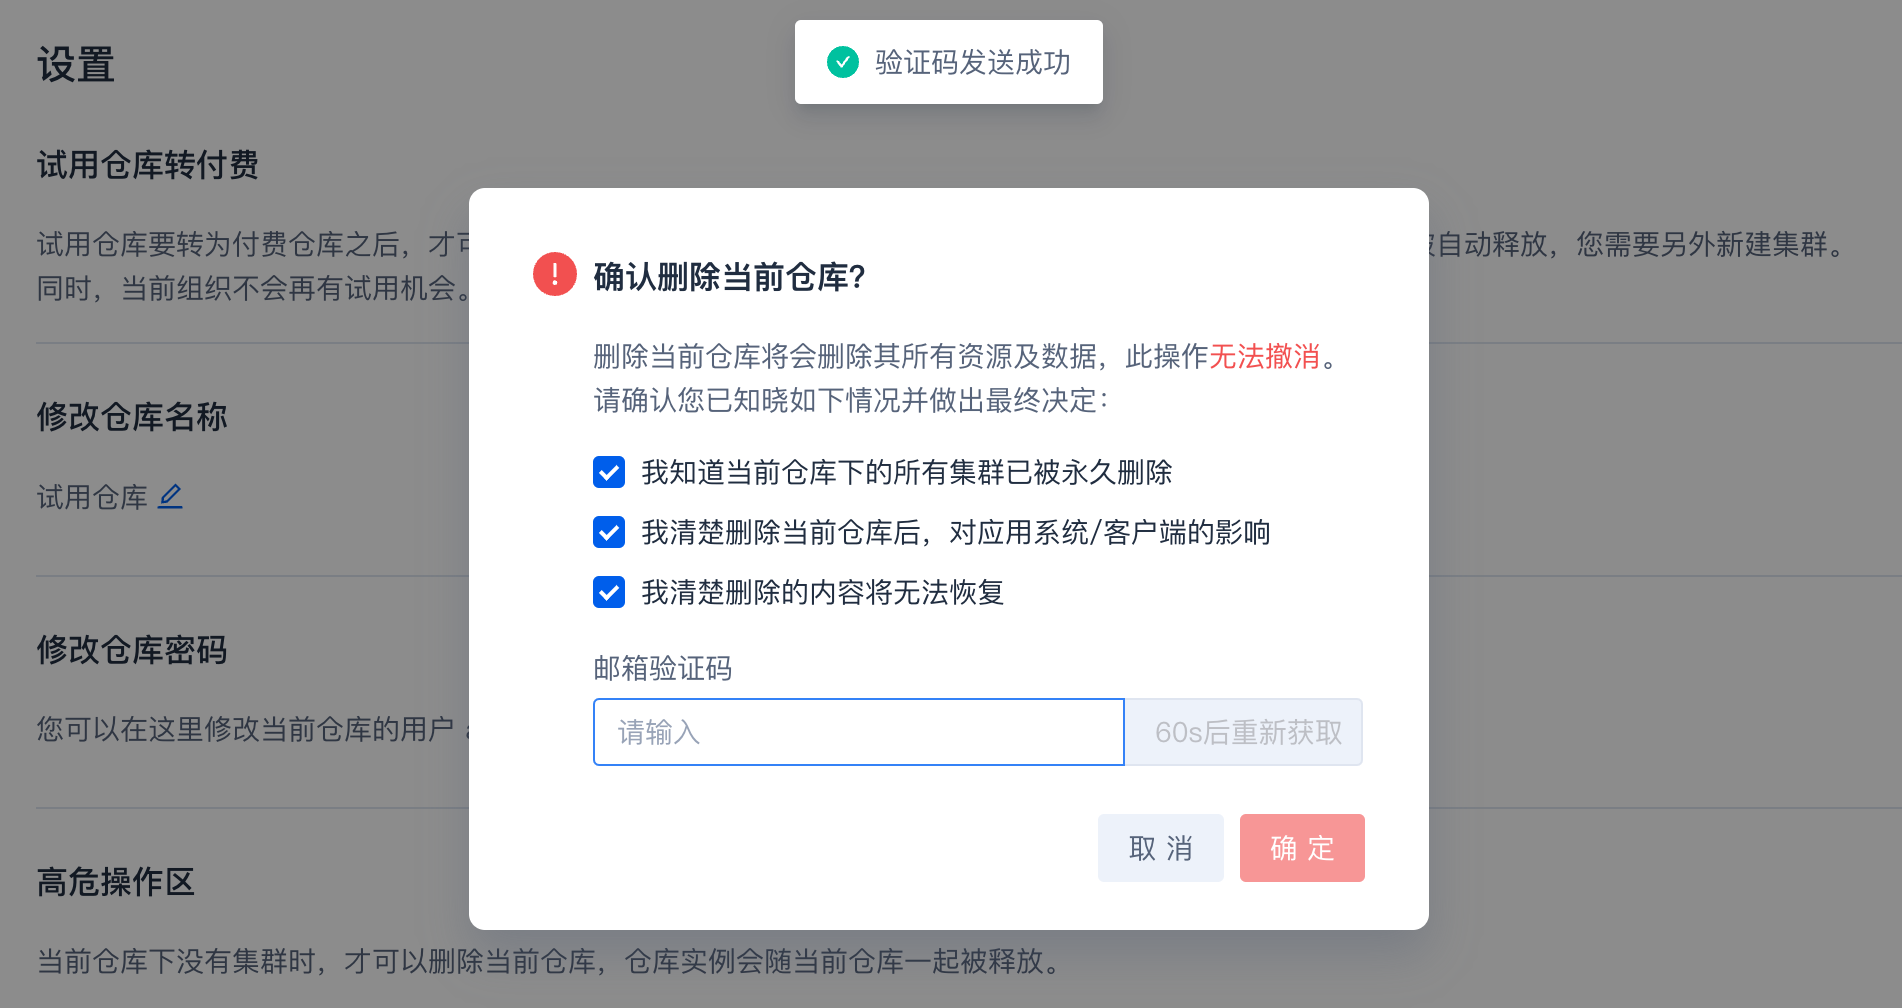 设置
验证码发送成功
试用仓库转付费
试用仓库要转为付费仓库之后，才可
自动释放，您需要另外新建集群。
同时，当前组织不会再有试用机会。
确认删除当前仓库?
删除当前仓库将会删除其所有资源及数据，此操作无法撤消。
请确认您已知晓如下情况并做出最终决定：
我知道当前仓库下的所有集群已被永久删除
我清楚删除当前仓库后，对应用系统/客户端的影响
我清楚删除的内容将无法恢复
邮箱验证码
请输入
60s后重新获取
取 消
确 定
修改仓库名称
试用仓库
修改仓库密码
您可以在这里修改当前仓库的用户
高危操作区
当前仓库下没有集群时，才可以删除当前仓库，仓库实例会随当前仓库一起被释放。